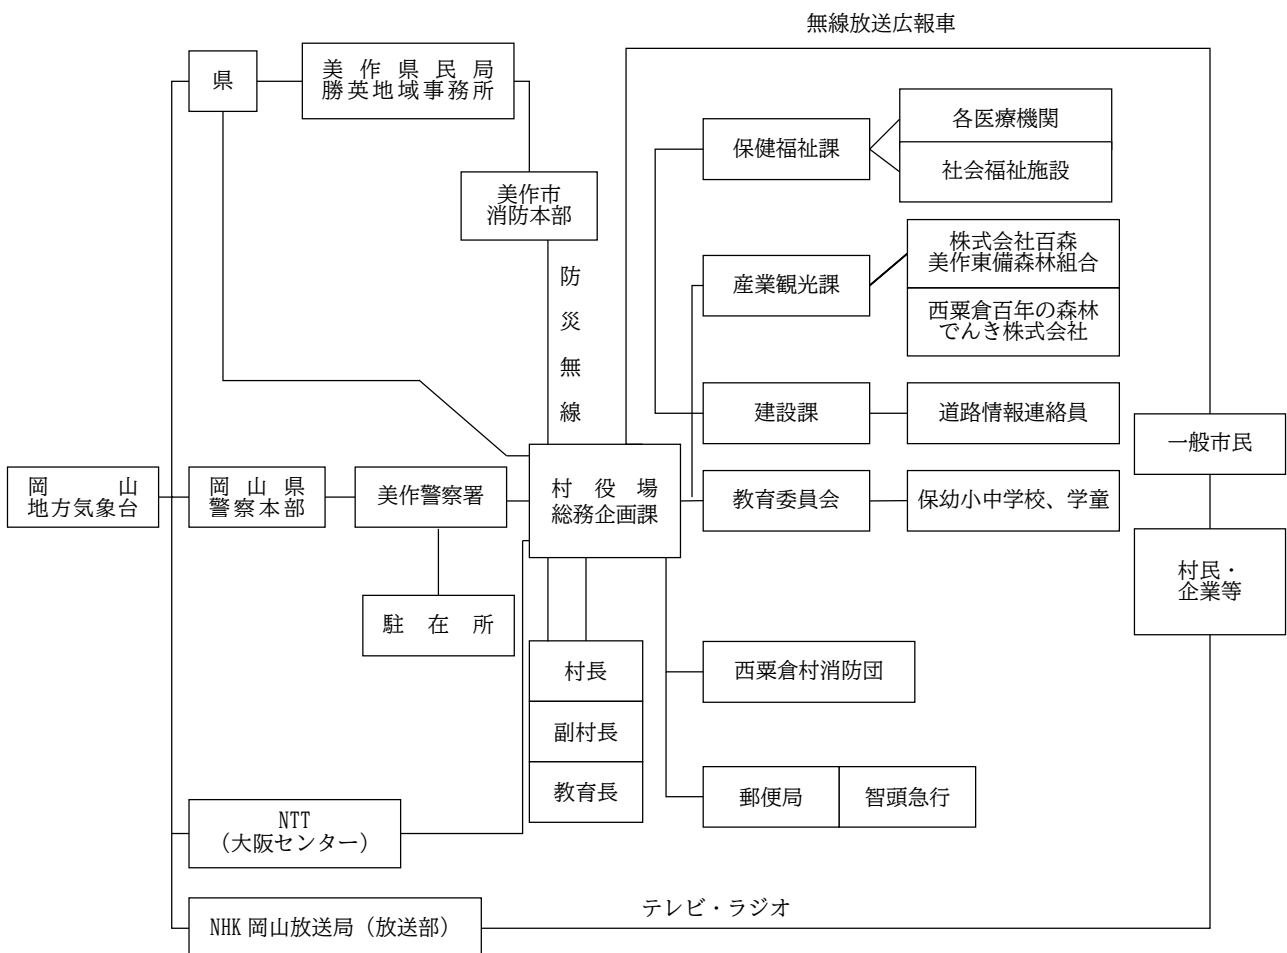 無線放送広報車
県
美作県民局
勝英地域事務所
各医療機関
保健福祉課
社会福祉施設
美作市
消防本部
株式会社百森
美作東備森林組合
産業観光課
西粟倉百年の森林
でんき株式会社
防災無線
建設課
道路情報連絡員
一般市民
岡山
地方気象台
岡山県
警察本部
美作警察署
村役場
総務企画課
教育委員会
保幼小中学校、学童
村民・
企業等
駐在所
村長
副村長
教育長
西粟倉村消防団
郵便局
智頭急行
NTT
（大阪センター）
テレビ・ラジオ
NHK 岡山放送局（放送部）